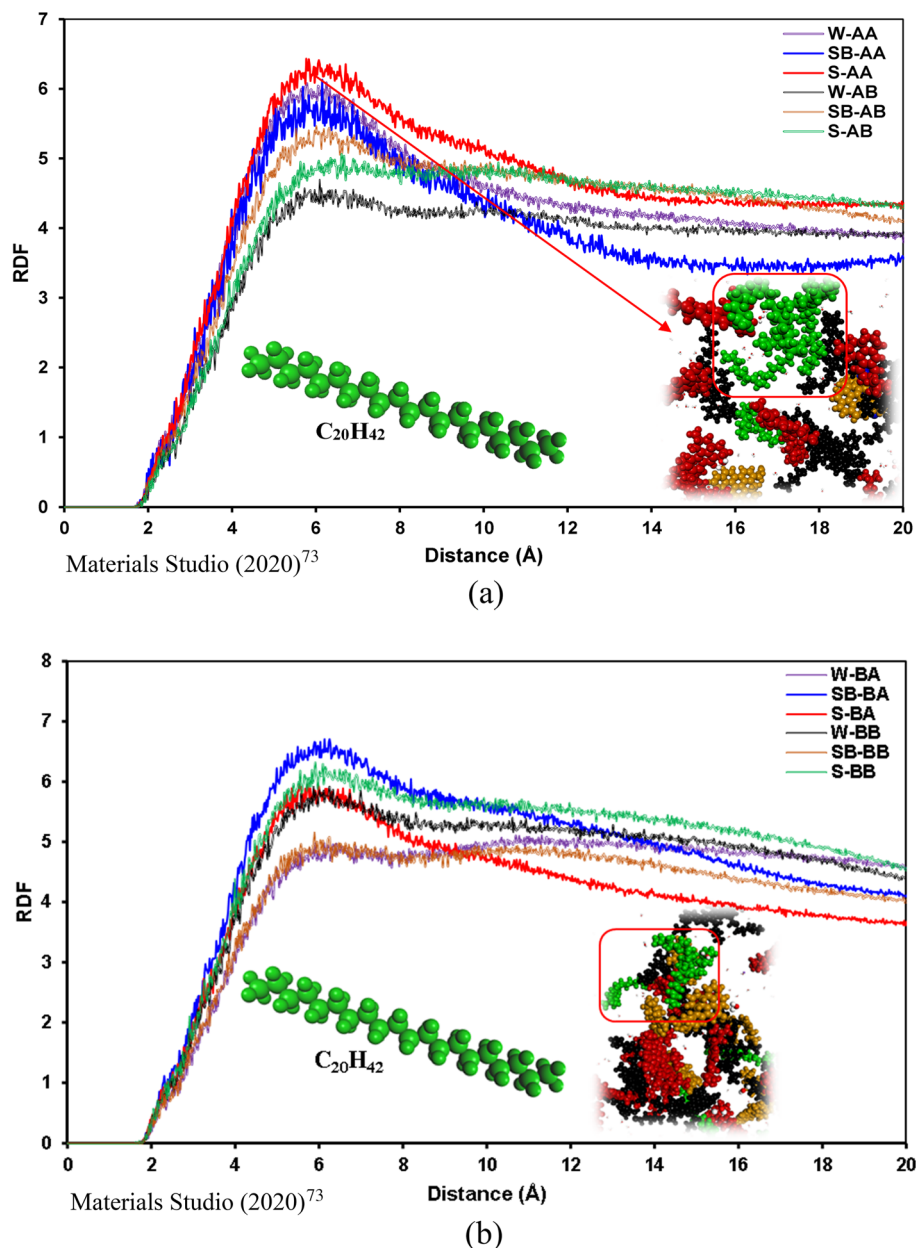 7
6
5
4
3
2
1
0
RDF
W-AA
SB-AA
S-AA
W-AB
SB-AB
S-AB
C₂₀H₄₂
0 2 4 6 8 10 12 14 16 18 20
Distance (Å)
Materials Studio (2020)⁷³
(a)
8
7
6
5
4
3
2
1
0
RDF
W-BA
SB-BA
S-BA
W-BB
SB-BB
S-BB
C₂₀H₄₂
0 2 4 6 8 10 12 14 16 18 20
Distance (Å)
Materials Studio (2020)⁷³
(b)